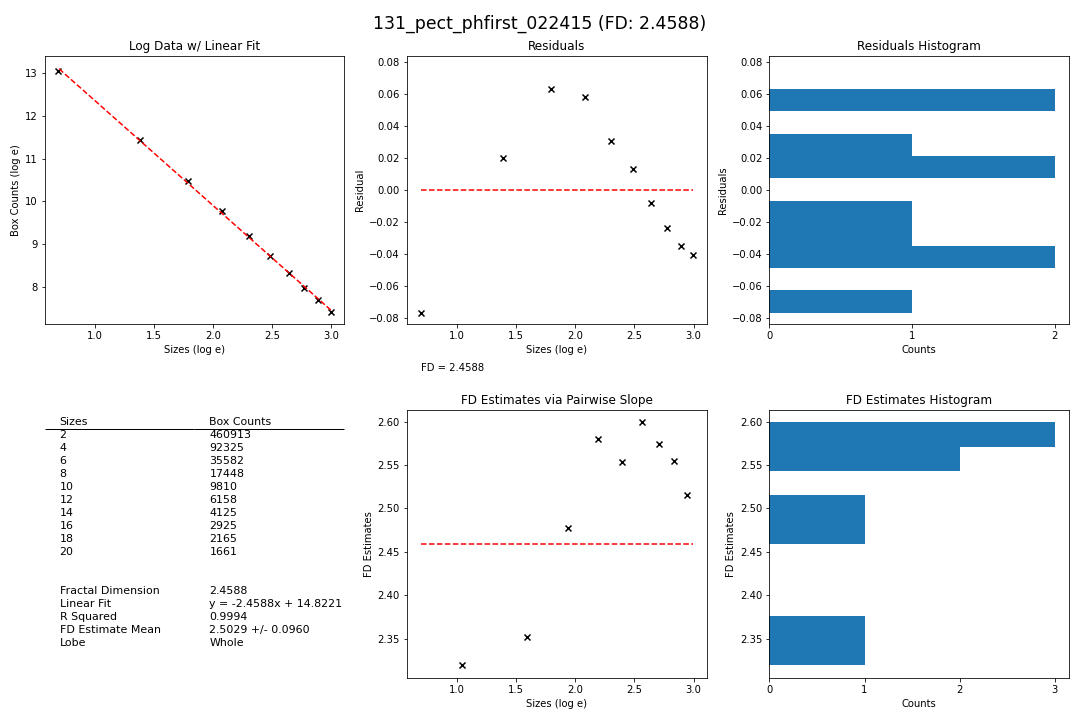 131_pect_phfirst_022415 (FD: 2.4588)
Log Data w/ Linear Fit
Box Counts (log e)
13
12
11
10
9
8
1.0 1.5 2.0 2.5 3.0
Sizes (log e)
Residuals
Residual
0.08
0.06
0.04
0.02
0.00
−0.02
−0.04
−0.06
−0.08
1.0 1.5 2.0 2.5 3.0
Sizes (log e)
FD = 2.4588
Residuals Histogram
Residuals
0.08
0.06
0.04
0.02
0.00
−0.02
−0.04
−0.06
−0.08
0 1 2
Counts
Sizes Box Counts
2 460913
4 92325
6 35582
8 17448
10 9810
12 6158
14 4125
16 2925
18 2165
20 1661
Fractal Dimension 2.4588
Linear Fit y = -2.4588x + 14.8221
R Squared 0.9994
FD Estimate Mean 2.5029 +/- 0.0960
Lobe Whole
FD Estimates via Pairwise Slope
FD Estimates
2.60
2.55
2.50
2.45
2.40
2.35
1.0 1.5 2.0 2.5 3.0
Sizes (log e)
FD Estimates Histogram
FD Estimates
2.60
2.55
2.50
2.45
2.40
2.35
0 1 2 3
Counts